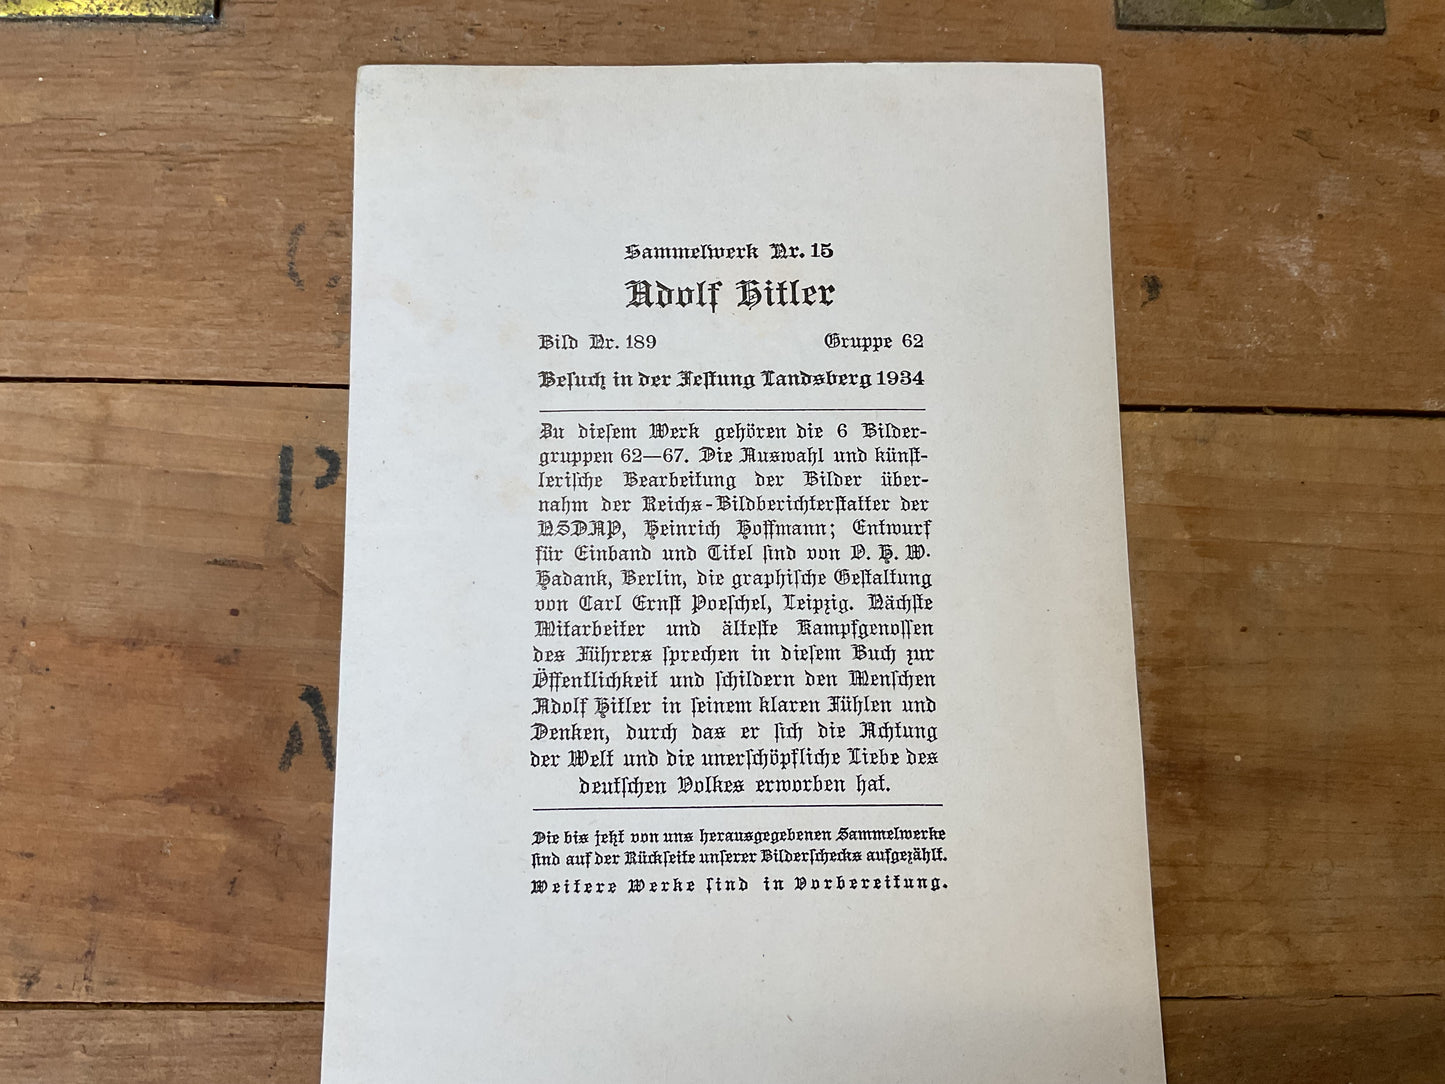 Sammelwerk Nr. 15
Adolf Hitler
Bild Nr. 189 Gruppe 62
Besuch in der Festung Landsberg 1934
Zu diesem Werk gehören die 6 Bilder-
gruppen 62—67. Die Auswahl und künst-
lerische Bearbeitung der Bilder über-
nahm der Reichs-Bildberichterstatter der
NSDAP, Heinrich Hoffmann; Entwurf
für Einband und Titel sind von O. H. W.
Hadank, Berlin, die graphische Gestaltung
von Carl Ernst Poeschel, Leipzig. Nächste
Mitarbeiter und älteste Kampfgenossen
des Führers sprechen in diesem Buch zur
Öffentlichkeit und schildern den Menschen
Adolf Hitler in seinem klaren Fühlen und
Denken, durch das er sich die Achtung
der Welt und die unerschöpfliche Liebe des
deutschen Volkes erworben hat.
Die bis jetzt von uns herausgegebenen Sammelwerke
sind auf der Rückseite unserer Bilderschecks aufgezählt.
Weitere Werke sind in Vorbereitung.
P
A